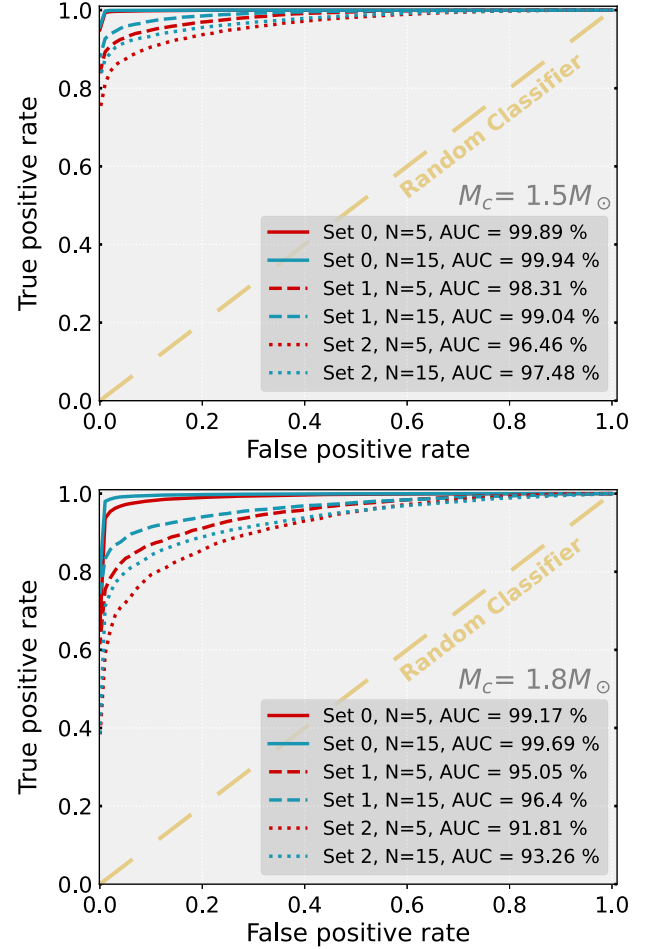 1.0
0.8
0.6
0.4
0.2
0.0
True positive rate
Random Classifier
M_c = 1.5M_⊙
Set 0, N=5, AUC = 99.89 %
Set 0, N=15, AUC = 99.94 %
Set 1, N=5, AUC = 98.31 %
Set 1, N=15, AUC = 99.04 %
Set 2, N=5, AUC = 96.46 %
Set 2, N=15, AUC = 97.48 %
0.0 0.2 0.4 0.6 0.8 1.0
False positive rate
1.0
0.8
0.6
0.4
0.2
0.0
True positive rate
Random Classifier
M_c = 1.8M_⊙
Set 0, N=5, AUC = 99.17 %
Set 0, N=15, AUC = 99.69 %
Set 1, N=5, AUC = 95.05 %
Set 1, N=15, AUC = 96.4 %
Set 2, N=5, AUC = 91.81 %
Set 2, N=15, AUC = 93.26 %
0.0 0.2 0.4 0.6 0.8 1.0
False positive rate